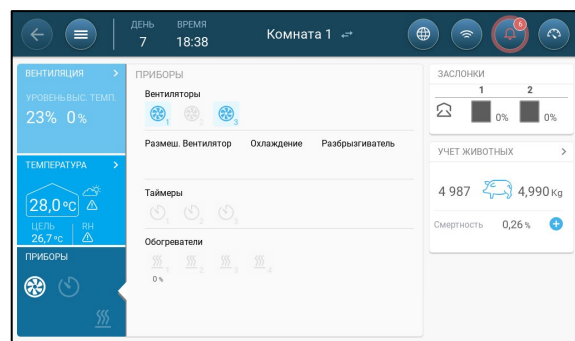 ДЕНЬ ВРЕМЯ
7 18:38 Комната 1 6
ВЕНТИЛЯЦИЯ >
УРОВЕНЬ ВЫС. ТЕМП.
23% 0 %
ТЕМПЕРАТУРА >
28,0 °C
ЦЕЛЬ RH
26,7 °C
ПРИБОРЫ
ПРИБОРЫ
Вентиляторы
1 2 3
Размеш. Вентилятор Охлаждение Разбрызгиватель
Таймеры
1 2 3
Обогреватели
1 2 3 4
0 %
ЗАСЛОНКИ
1 2
0% 0%
УЧЕТ ЖИВОТНЫХ >
4 987 4,990 Kg
Смертность 0,26 % +